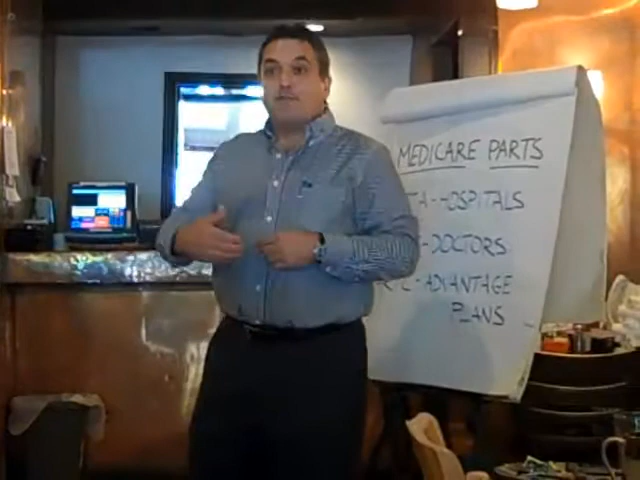 MEDICARE PARTS
A-HOSPITALS
-DOCTORS
C-ADVANTAGE
PLANS